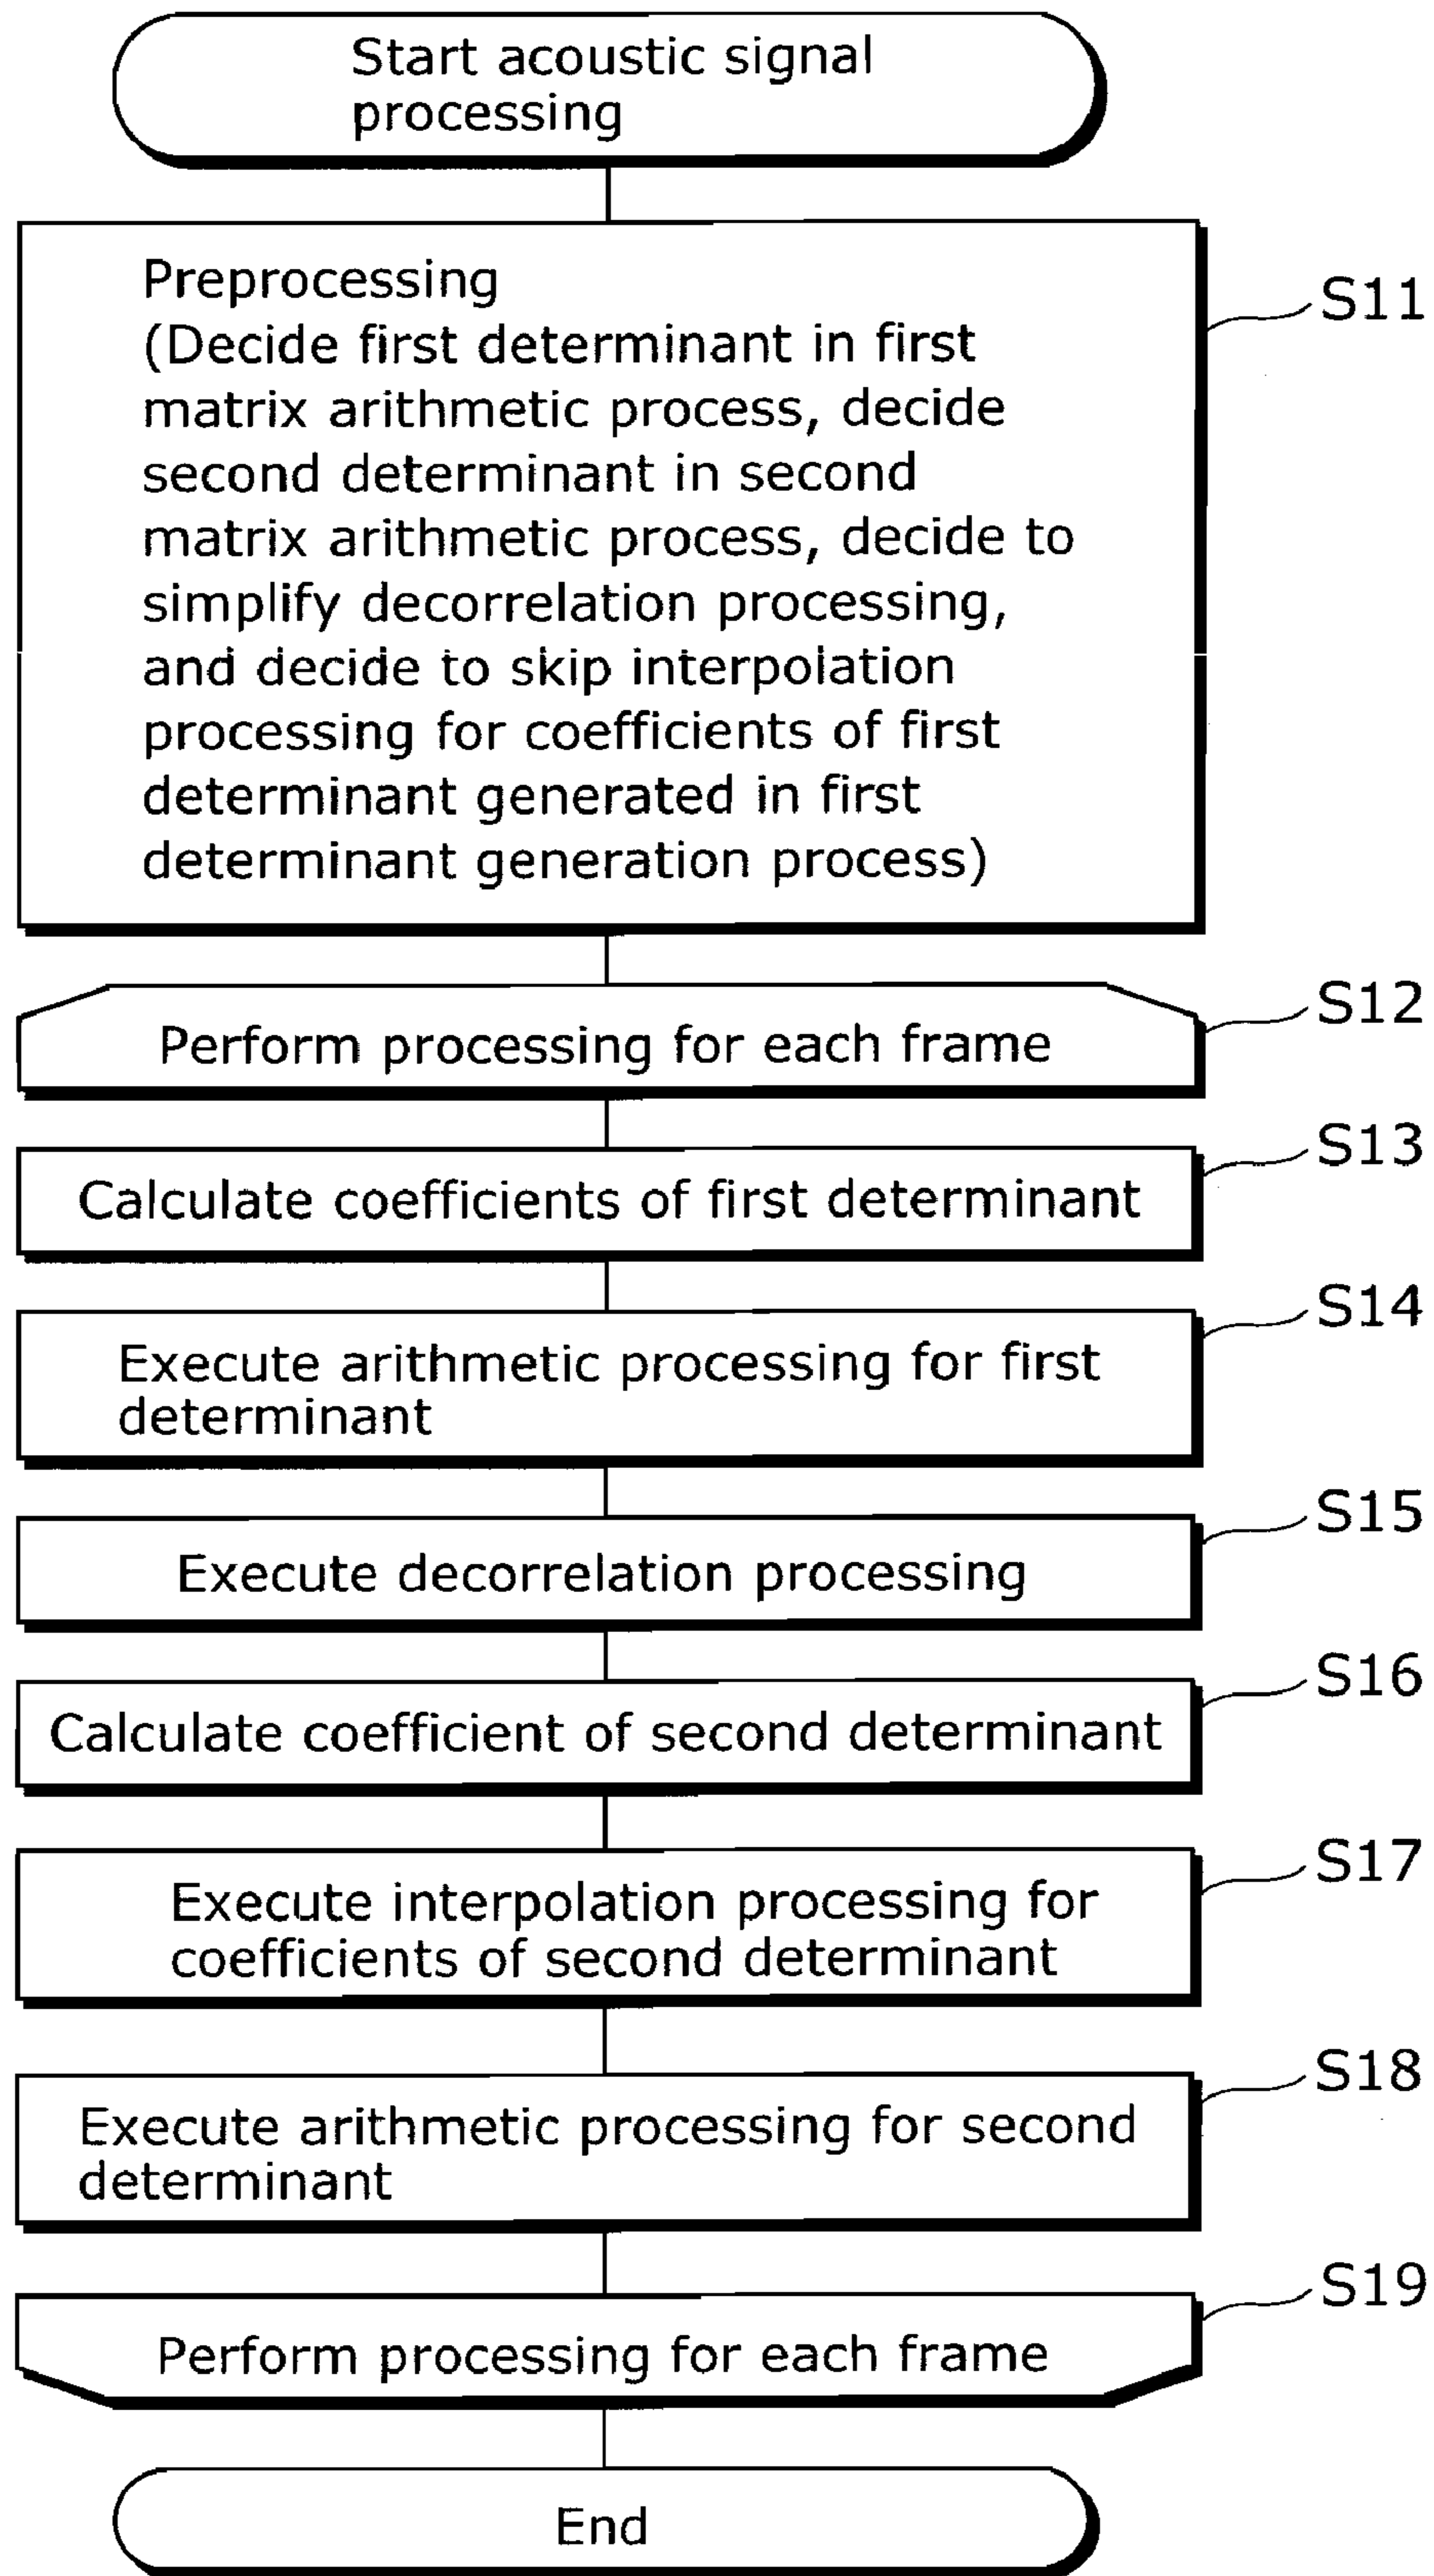 Start acoustic signal
processing
Preprocessing
(Decide first determinant in first
matrix arithmetic process, decide
second determinant in second
matrix arithmetic process, decide to
simplify decorrelation processing,
and decide to skip interpolation
processing for coefficients of first
determinant generated in first
determinant generation process)
S11
Perform processing for each frame
S12
Calculate coefficients of first determinant
S13
Execute arithmetic processing for first
determinant
S14
Execute decorrelation processing
S15
Calculate coefficient of second determinant
S16
Execute interpolation processing for
coefficients of second determinant
S17
Execute arithmetic processing for second
determinant
S18
Perform processing for each frame
S19
End